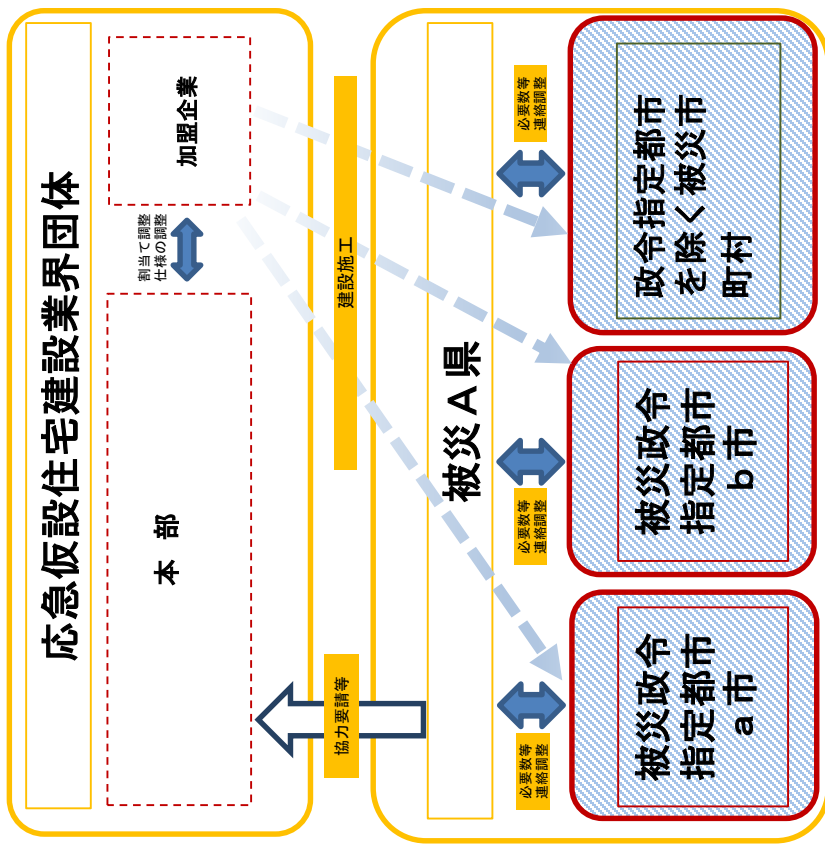 応急仮設住宅建設業界団体
本 部
割当て調整
仕様の調整
加盟企業
協力要請等
建設施工
被災A県
必要数等
連絡調整
必要数等
連絡調整
必要数等
連絡調整
被災政令
指定都市
a市
被災政令
指定都市
b市
政令指定都市
を除く被災市
町村